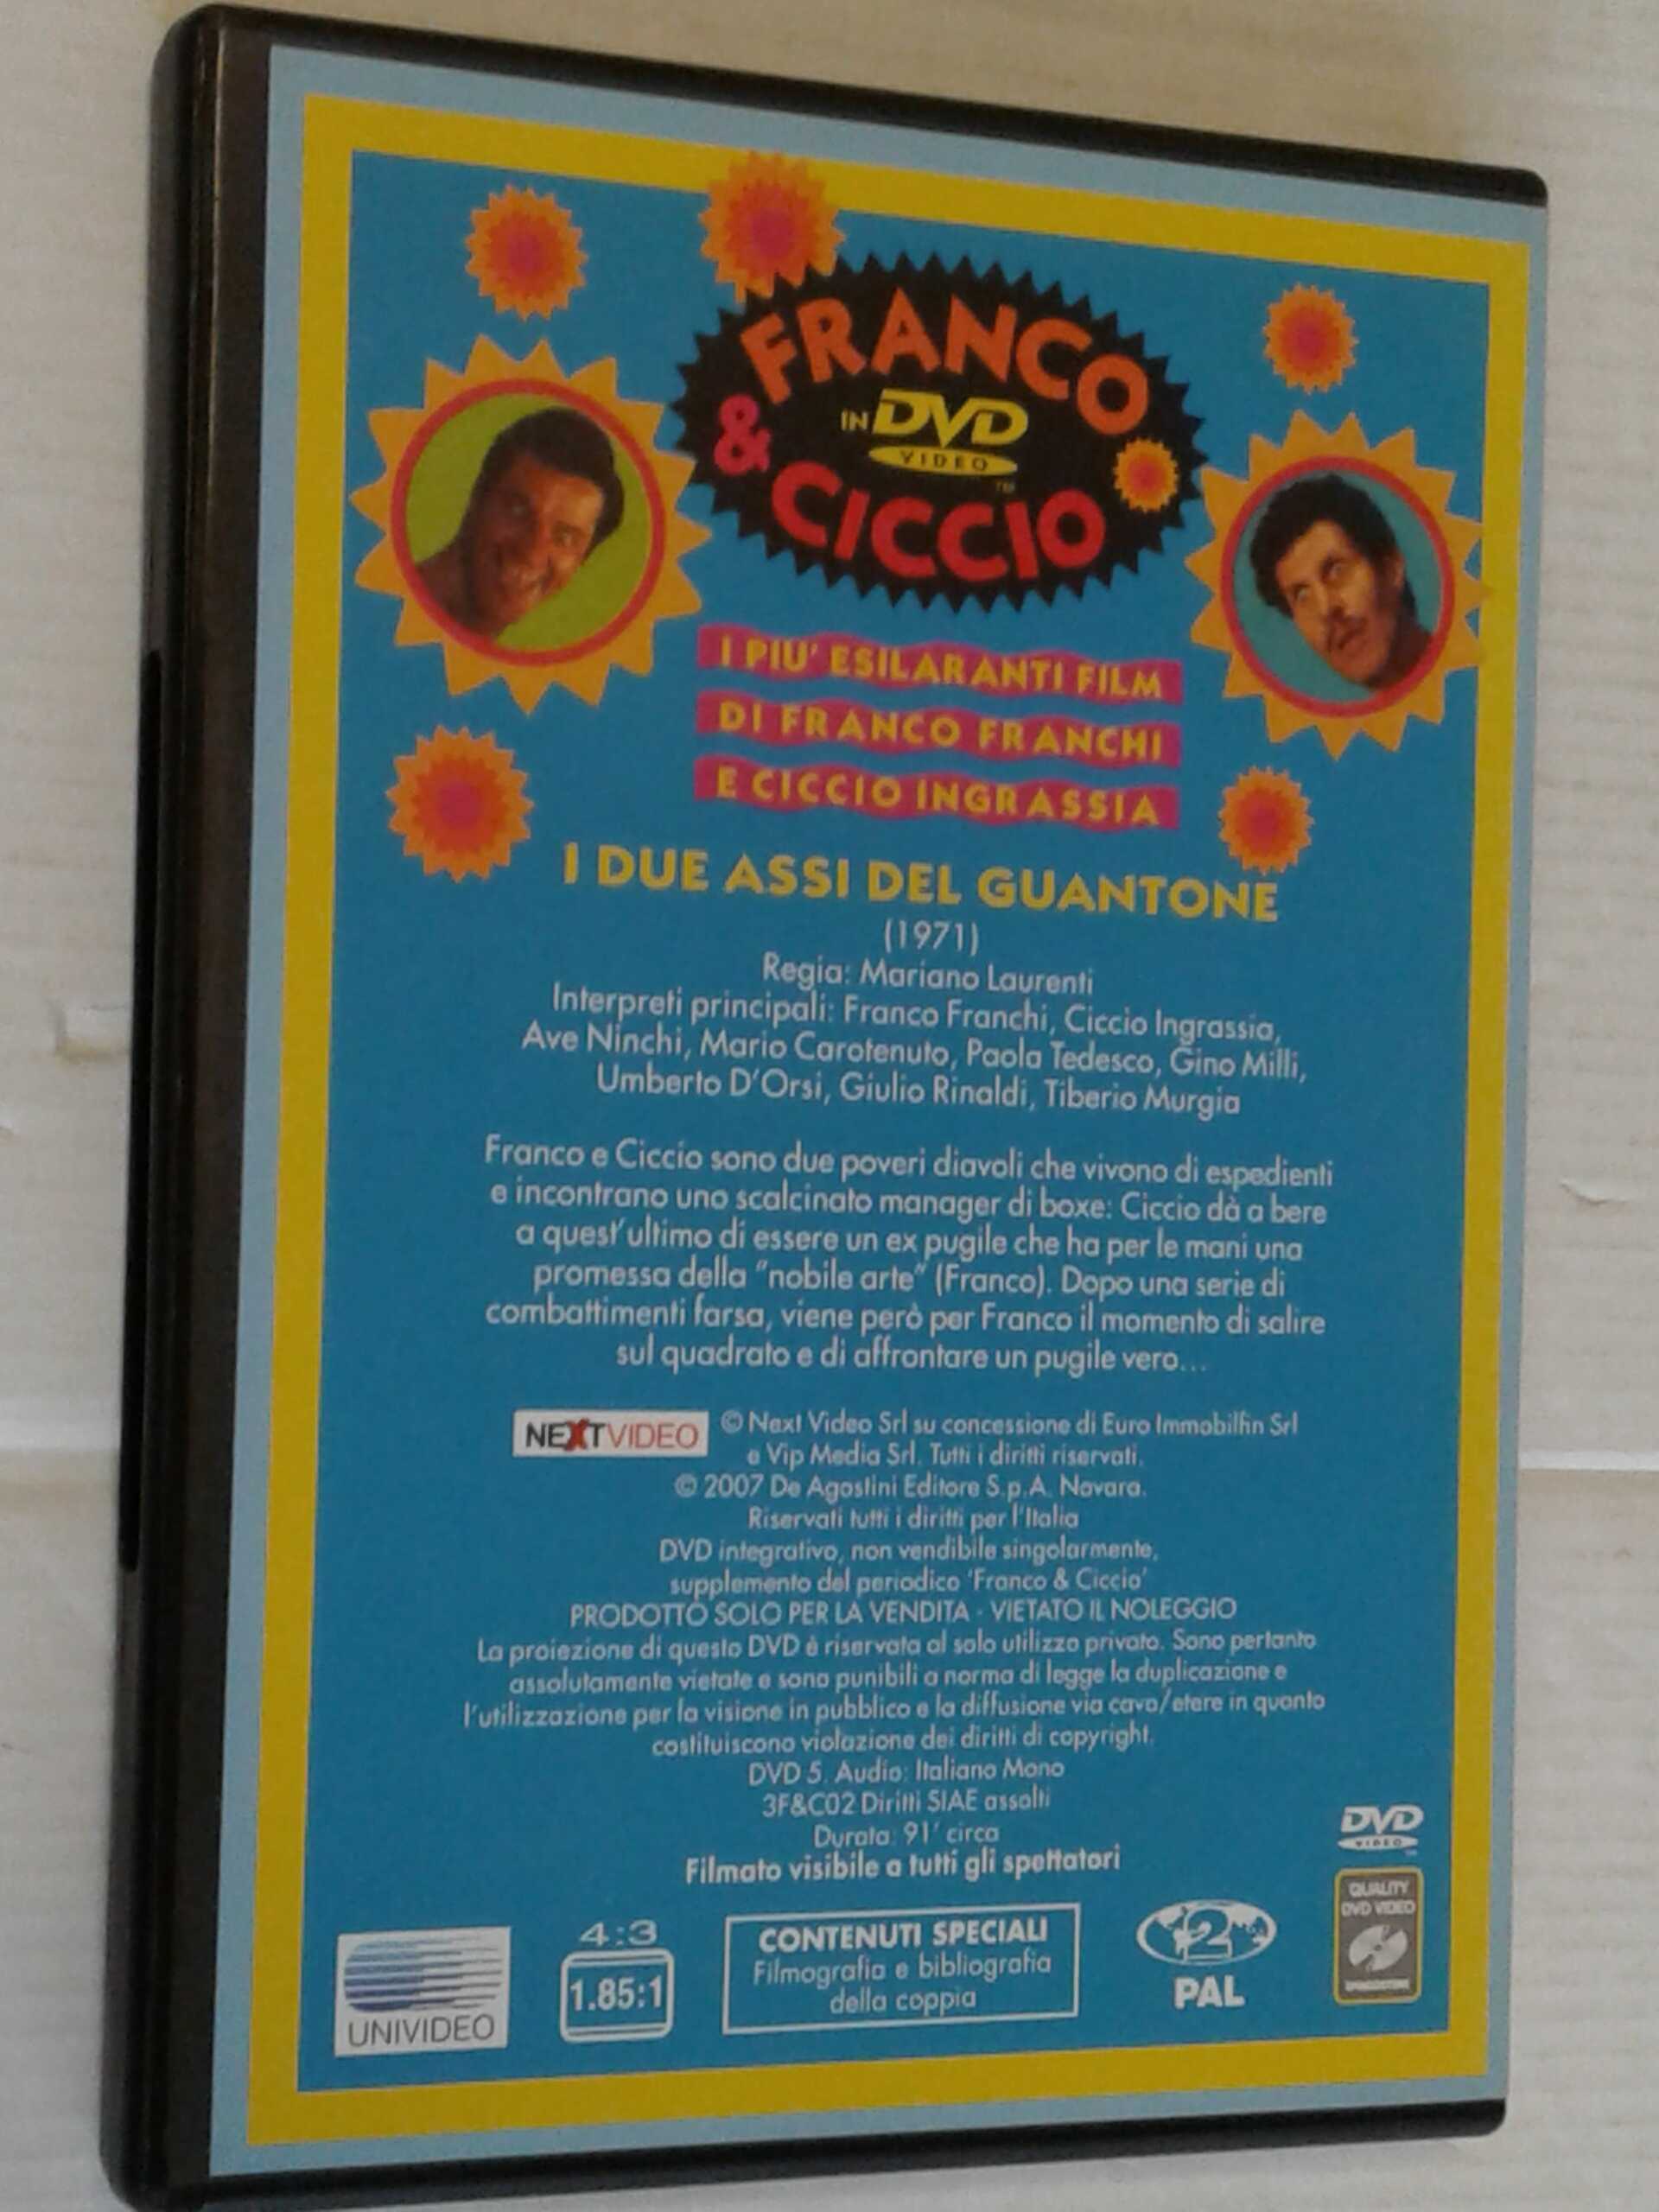 FRANCO
IN DVD
VIDEO
TM
& CICCIO
I PIU' ESILARANTI FILM
DI FRANCO FRANCHI
E CICCIO INGRASSIA
I DUE ASSI DEL GUANTONE
(1971)
Regia: Mariano Laurenti
Interpreti principali: Franco Franchi, Ciccio Ingrassia,
Ave Ninchi, Mario Carotenuto, Paola Tedesco, Gino Milli,
Umberto D'Orsi, Giulio Rinaldi, Tiberio Murgia
Franco e Ciccio sono due poveri diavoli che vivono di espedienti
e incontrano uno scalcinato manager di boxe: Ciccio dà a bere
a quest'ultimo di essere un ex pugile che ha per le mani una
promessa della "nobile arte" (Franco). Dopo una serie di
combattimenti farsa, viene però per Franco il momento di salire
sul quadrato e di affrontare un pugile vero...
NEXTVIDEO
© Next Video Srl su concessione di Euro Immobilfin Srl
e Vip Media Srl. Tutti i diritti riservati.
© 2007 De Agostini Editore S.p.A. Novara.
Riservati tutti i diritti per l'Italia
DVD integrativo, non vendibile singolarmente,
supplemento del periodico 'Franco & Ciccio'
PRODOTTO SOLO PER LA VENDITA - VIETATO IL NOLEGGIO
La proiezione di questo DVD è riservata al solo utilizzo privato. Sono pertanto
assolutamente vietate e sono punibili a norma di legge la duplicazione e
l'utilizzazione per la visione in pubblico e la diffusione via cavo/etere in quanto
costituiscono violazione dei diritti di copyright.
DVD 5. Audio: Italiano Mono
3F&C02 Diritti SIAE assolti
Durata: 91' circa
Filmato visibile a tutti gli spettatori
UNIVIDEO
4:3
1.85:1
CONTENUTI SPECIALI
Filmografia e bibliografia
della coppia
2
PAL
DVD
VIDEO
QUALITY
DVD VIDEO
DEAGOSTINI